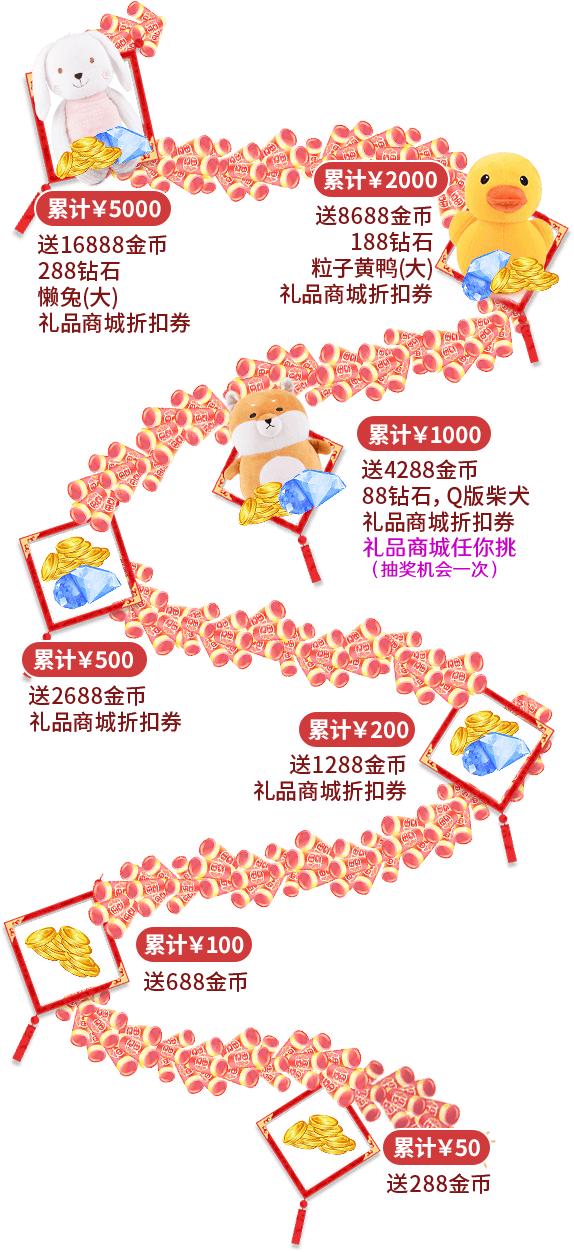 累计¥5000
送16888金币
288钻石
懒兔(大)
礼品商城折扣券
累计¥2000
送8688金币
188钻石
粒子黄鸭(大)
礼品商城折扣券
累计¥1000
送4288金币
88钻石，Q版柴犬
礼品商城折扣券
礼品商城任你挑
（抽奖机会一次）
累计¥500
送2688金币
礼品商城折扣券
累计¥200
送1288金币
礼品商城折扣券
累计¥100
送688金币
累计¥50
送288金币